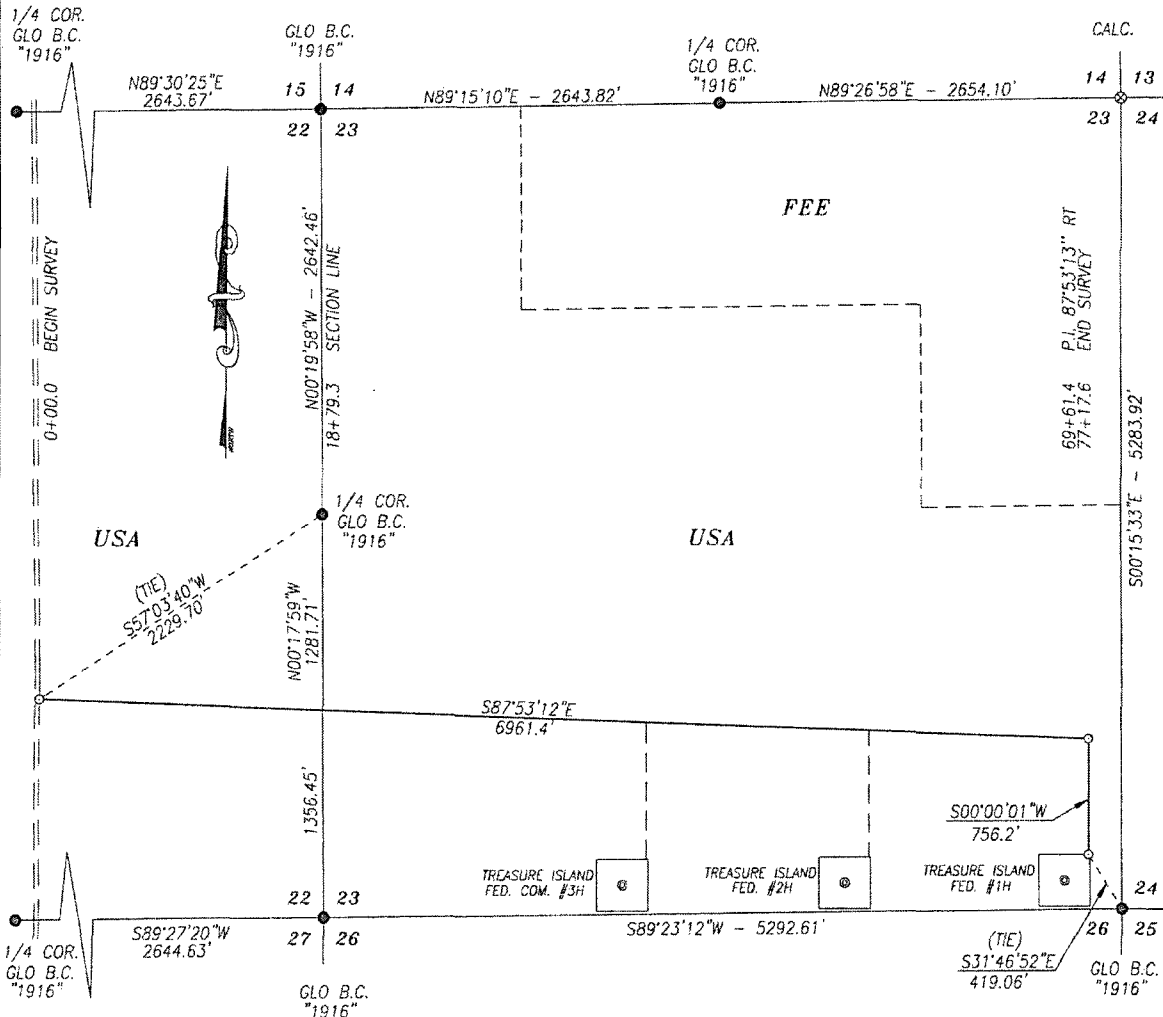 1/4 COR.
GLO B.C.
"1916"
GLO B.C.
"1916"
1/4 COR.
GLO B.C.
"1916"
CALC.
N89°30'25"E
2643.67'
15 14
22 23
N89°15'10"E - 2643.82'
N89°26'58"E - 2654.10'
14 13
23 24
FEE
0+00.0 BEGIN SURVEY
NORTH
N00°19'58"W - 2642.46'
18+79.3 SECTION LINE
69+61.4 P.I. 87°53'13" RT
77+17.6 END SURVEY
S00°15'33"E - 5283.92'
1/4 COR.
GLO B.C.
"1916"
USA
USA
(TIE)
S57°03'40"W
2229.70'
N00°17'59"W
1281.71'
S87°53'12"E
6961.4'
1356.45'
S00°00'01"W
756.2'
TREASURE ISLAND
FED. COM. #3H
TREASURE ISLAND
FED. #2H
TREASURE ISLAND
FED. #1H
22 23
27 26
24
26 25
S89°27'20"W
2644.63'
S89°23'12"W - 5292.61'
(TIE)
S31°46'52"E
419.06'
1/4 COR.
GLO B.C.
"1916"
GLO B.C.
"1916"
GLO B.C.
"1916"